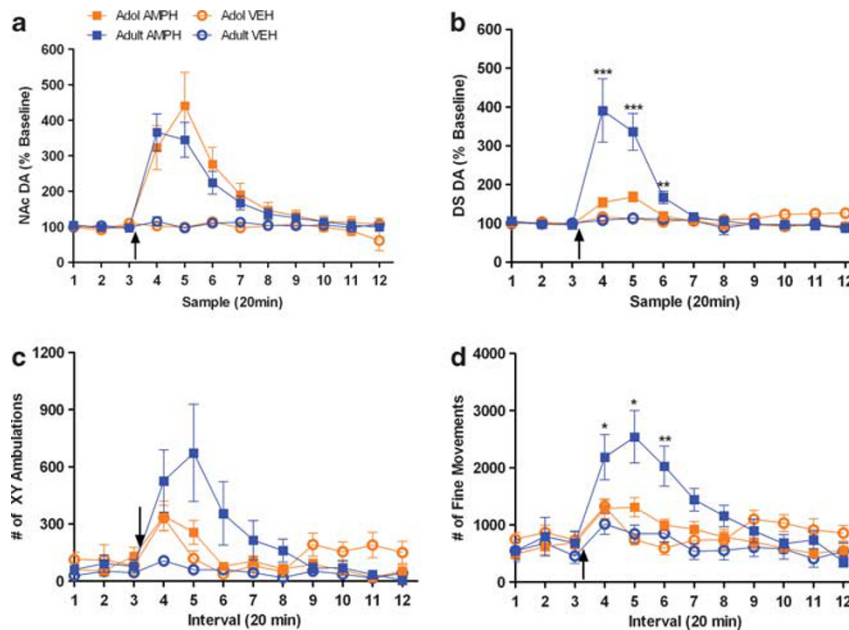 a
Adol AMPH Adol VEH
Adult AMPH Adult VEH
NAc DA (% Baseline)
600
500
400
300
200
100
0
1 2 3 4 5 6 7 8 9 10 11 12
Sample (20min)
b
DS DA (% Baseline)
600
500
400
300
200
100
0
***
***
**
1 2 3 4 5 6 7 8 9 10 11 12
Sample (20min)
c
# of XY Ambulations
1200
900
600
300
0
1 2 3 4 5 6 7 8 9 10 11 12
Interval (20 min)
d
# of Fine Movements
4000
3000
2000
1000
0
*
*
**
1 2 3 4 5 6 7 8 9 10 11 12
Interval (20 min)